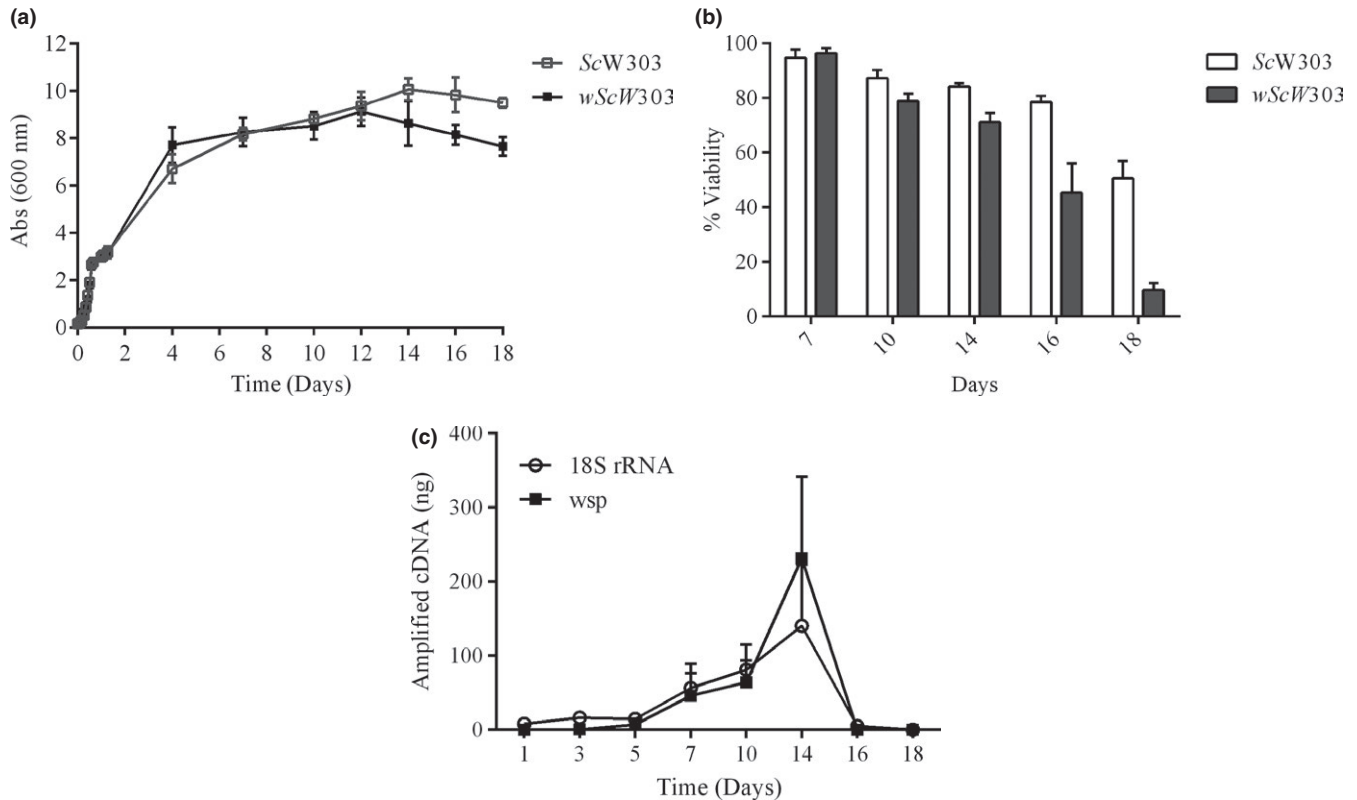 (a)
12
10
8
6
4
2
0
Abs (600 nm)
0 2 4 6 8 10 12 14 16 18
Time (Days)
ScW303
wScW303
(b)
100
80
60
40
20
0
% Viability
7 10 14 16 18
Days
ScW303
wScW303
(c)
400
300
200
100
0
Amplified cDNA (ng)
18S rRNA
wsp
1 3 5 7 10 14 16 18
Time (Days)